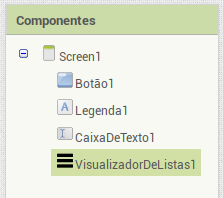 Componentes
Screen1
Botão1
A Legenda1
CaixaDeTexto1
VisualizadorDeListas1